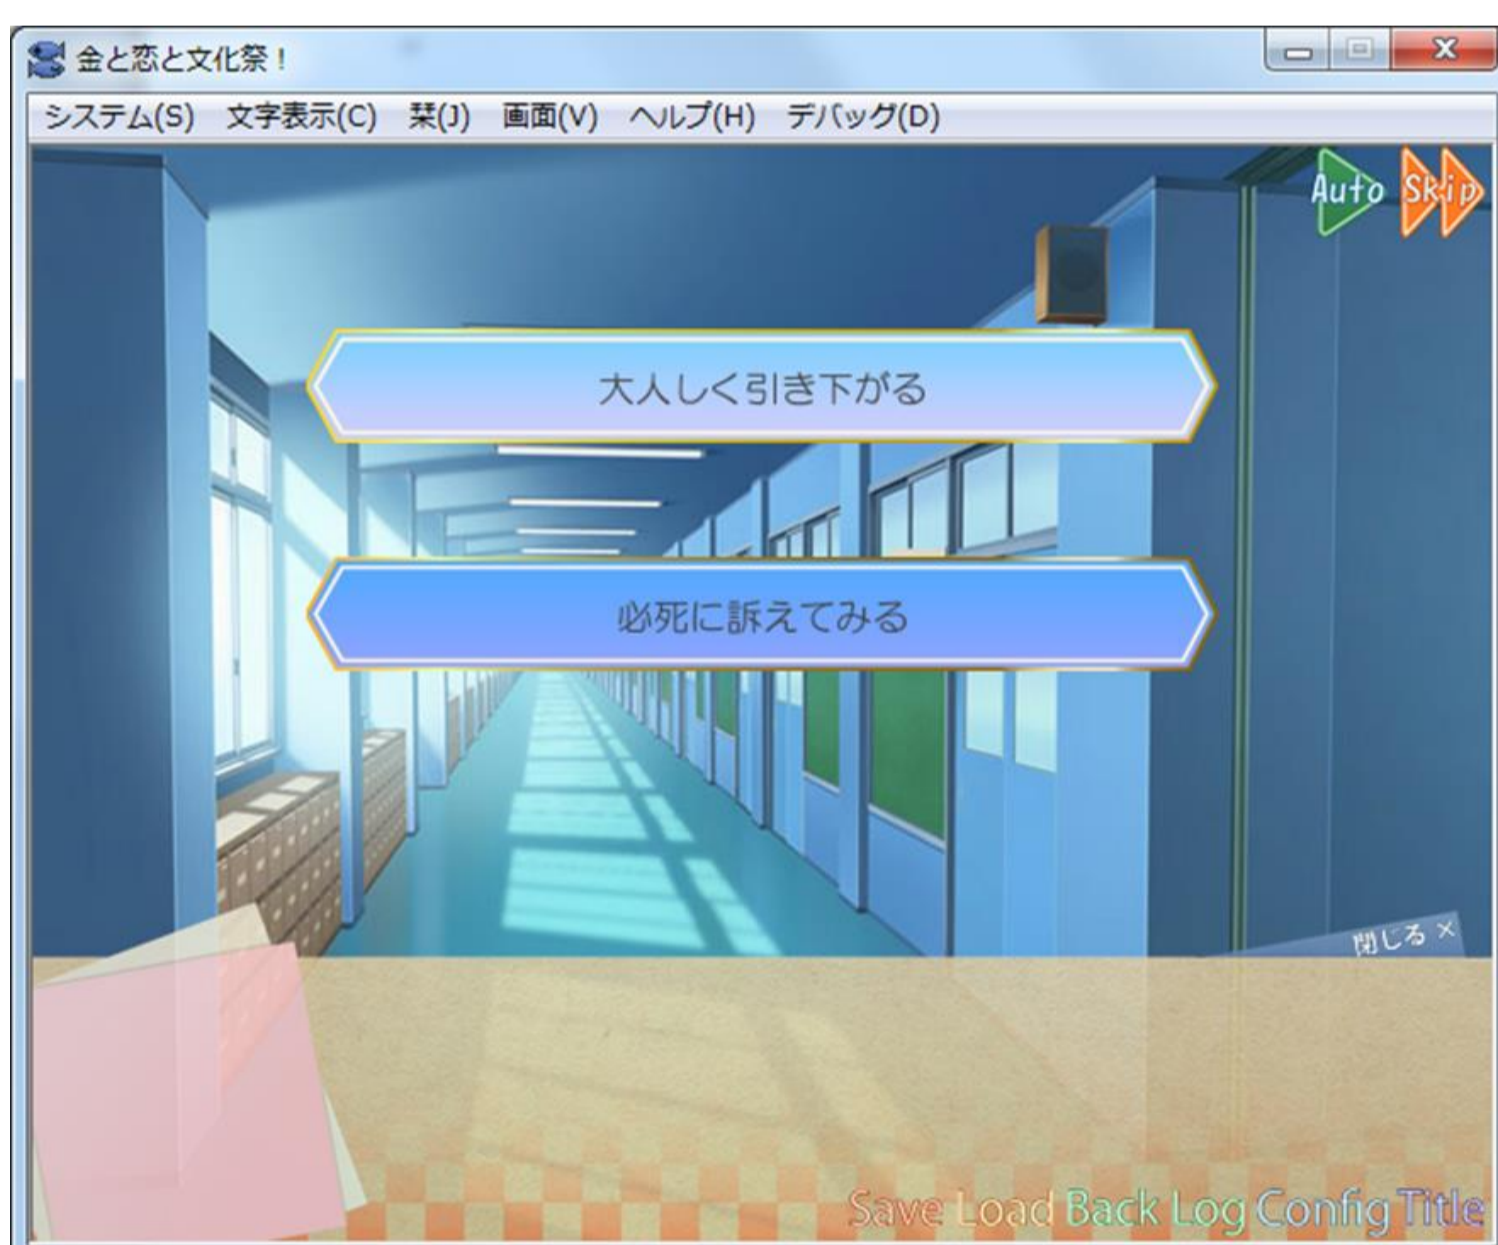 金と恋と文化祭！
システム(S) 文字表示(C) 栞(J) 画面(V) ヘルプ(H) デバッグ(D)
Auto Skip
大人しく引き下がる
必死に訴えてみる
閉じる ×
Save Load Back Log Config Title